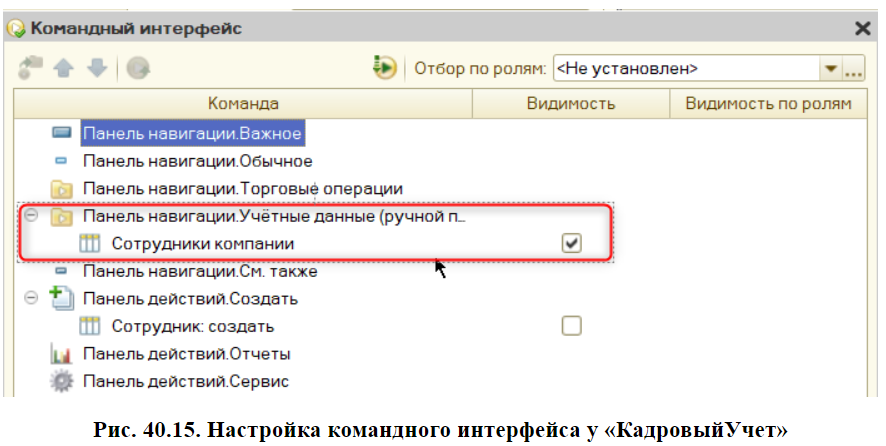 Командный интерфейс
Отбор по ролям: <Не установлен>
Команда Видимость Видимость по ролям
Панель навигации.Важное
Панель навигации.Обычное
Панель навигации.Торговые операции
Панель навигации.Учётные данные (ручной п...
Сотрудники компании
Панель навигации.См. также
Панель действий.Создать
Сотрудник: создать
Панель действий.Отчеты
Панель действий.Сервис
Рис. 40.15. Настройка командного интерфейса у «КадровыйУчет»